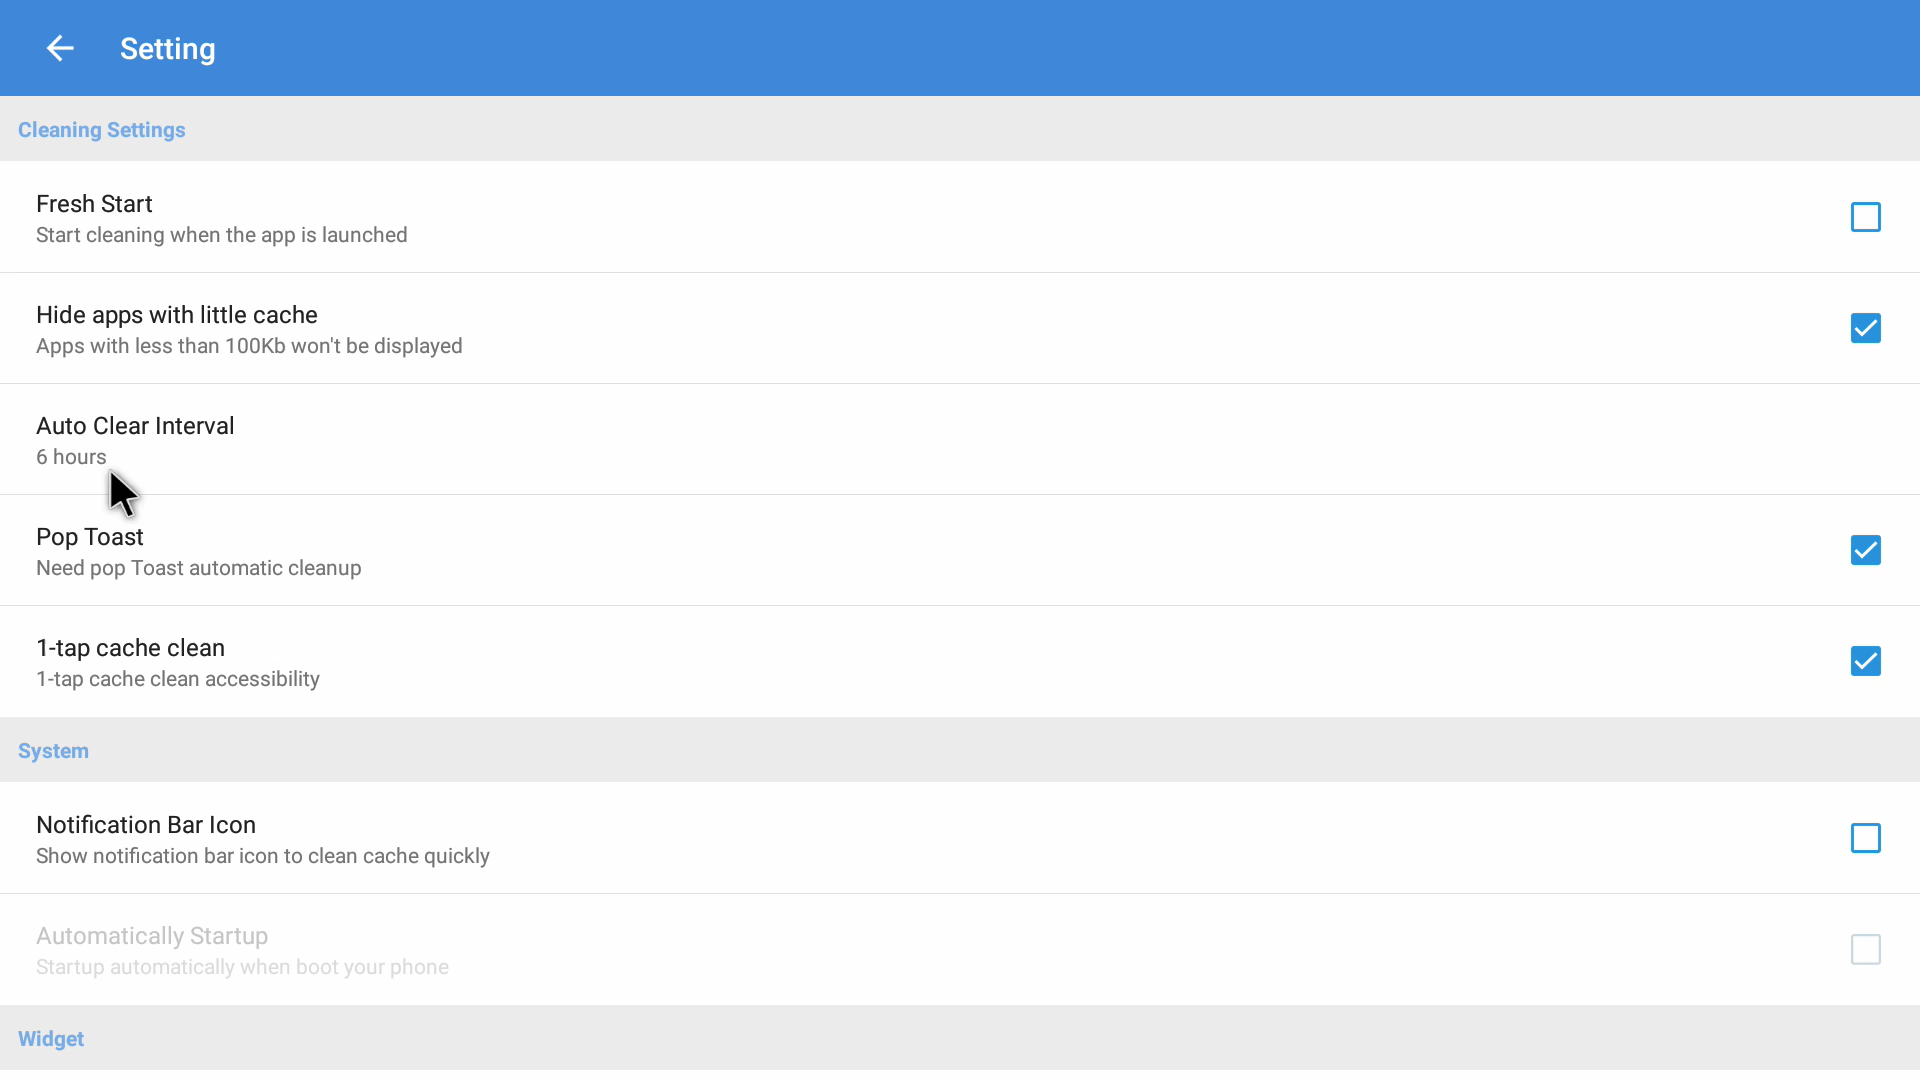 Setting
Cleaning Settings
Fresh Start
Start cleaning when the app is launched
Hide apps with little cache
Apps with less than 100Kb won't be displayed
Auto Clear Interval
6 hours
Pop Toast
Need pop Toast automatic cleanup
1-tap cache clean
1-tap cache clean accessibility
System
Notification Bar Icon
Show notification bar icon to clean cache quickly
Automatically Startup
Startup automatically when boot your phone
Widget